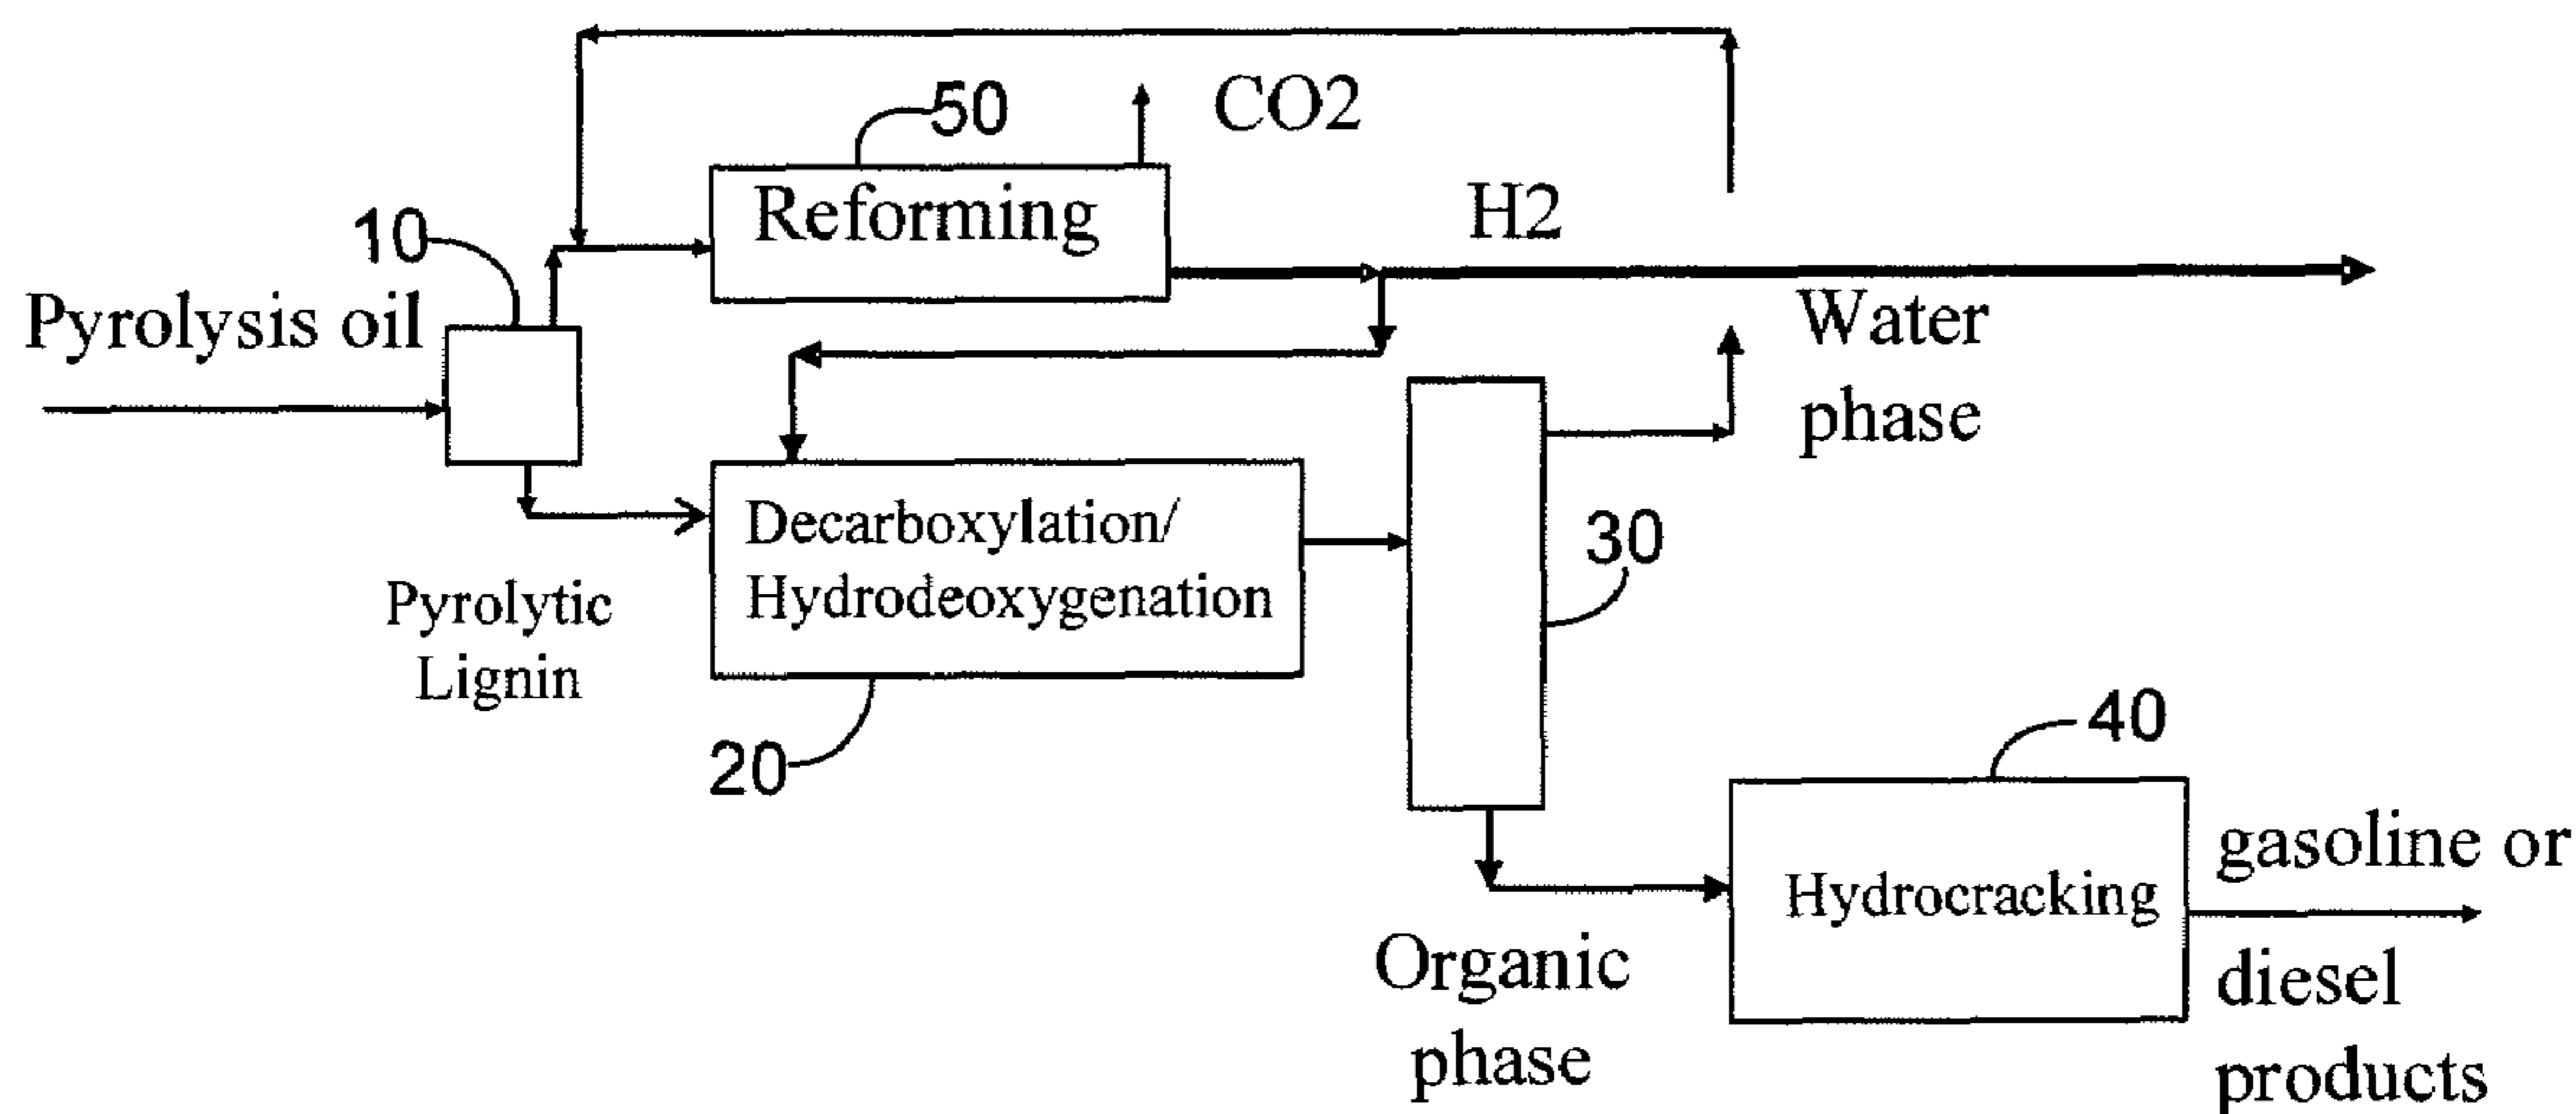 CO2
50
Reforming
H2
10
Pyrolysis oil
Water
phase
Decarboxylation/
Hydrodeoxygenation
30
Pyrolytic
Lignin
20
40
gasoline or
Hydrocracking
Organic
phase
diesel
products